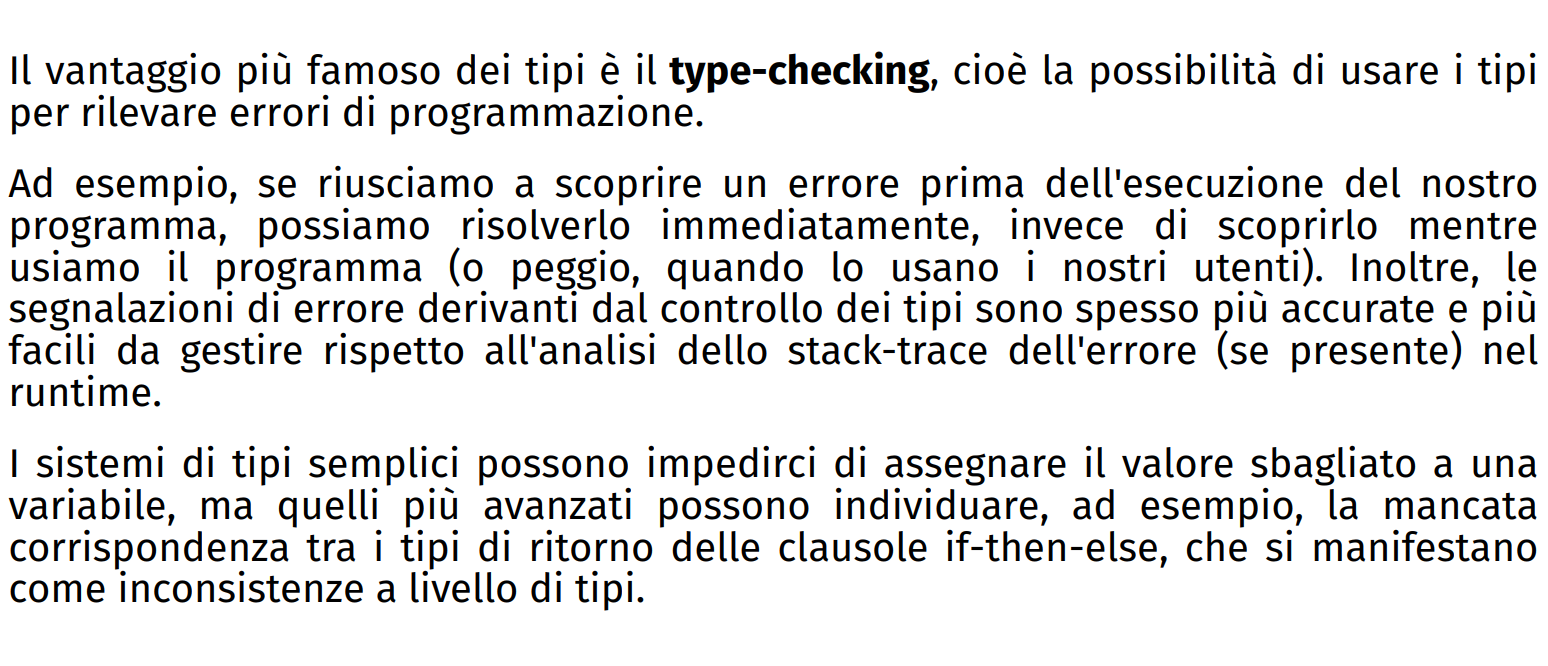 Il vantaggio più famoso dei tipi è il type-checking, cioè la possibilità di usare i tipi
per rilevare errori di programmazione.
Ad esempio, se riusciamo a scoprire un errore prima dell'esecuzione del nostro
programma, possiamo risolverlo immediatamente, invece di scoprirlo mentre
usiamo il programma (o peggio, quando lo usano i nostri utenti). Inoltre, le
segnalazioni di errore derivanti dal controllo dei tipi sono spesso più accurate e più
facili da gestire rispetto all'analisi dello stack-trace dell'errore (se presente) nel
runtime.
I sistemi di tipi semplici possono impedirci di assegnare il valore sbagliato a una
variabile, ma quelli più avanzati possono individuare, ad esempio, la mancata
corrispondenza tra i tipi di ritorno delle clausole if-then-else, che si manifestano
come inconsistenze a livello di tipi.